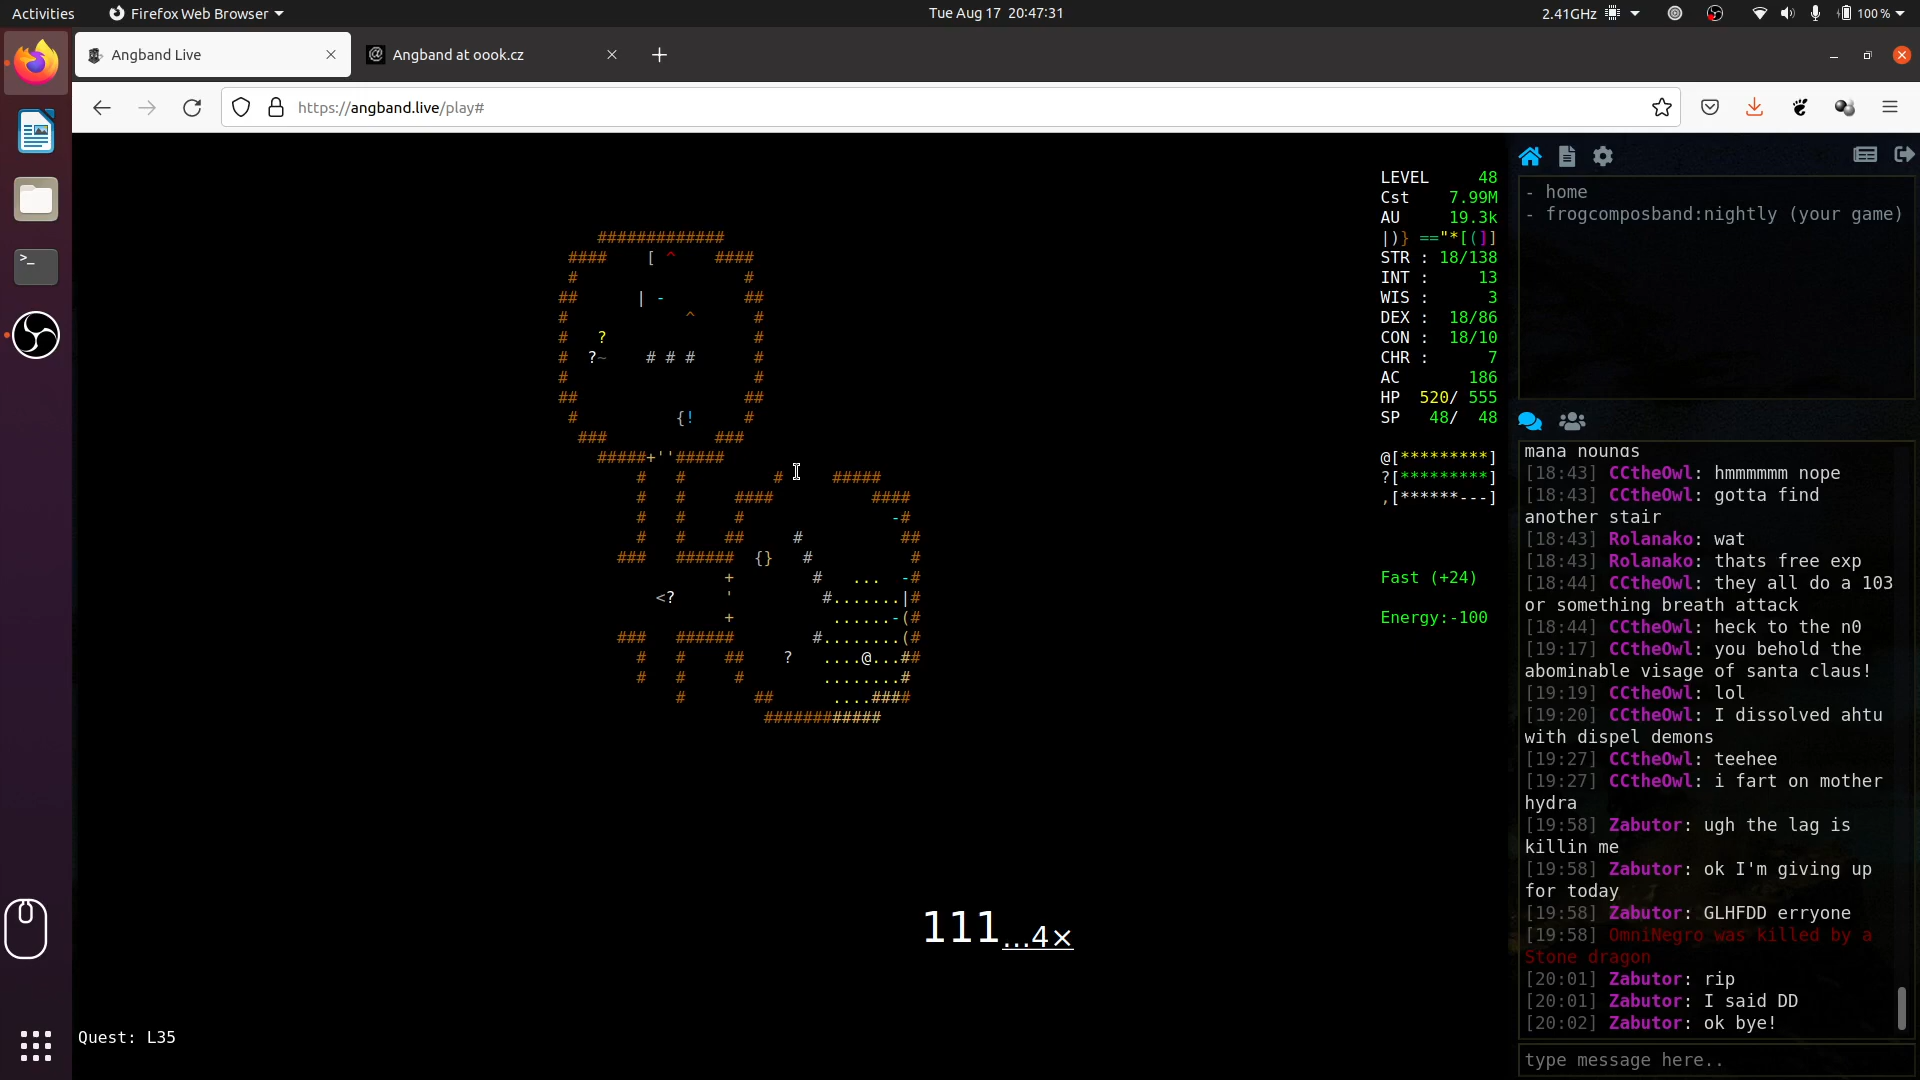 Activities Firefox Web Browser Tue Aug 17 20:47:31 2.41GHz 100 %
Angband Live Angband at oook.cz
https://angband.live/play#
LEVEL 48
Cst 7.99M
AU 19.3k
|)} =="*[(]]
STR : 18/138
INT : 13
WIS : 3
DEX : 18/86
CON : 18/10
CHR : 7
AC 186
HP 520/ 555
SP 48/ 48
@[*********]
?[*********]
,[******---]
Fast (+24)
Energy:-100
#############
#### [ ^ ####
# #
## | - ##
# ^ #
# ? #
# ?~ # # # #
# #
## ##
# {! #
### ###
#####+''#####
# # # #####
# # #### ####
# # # -#
# # ## # ##
### ###### {} # #
+ # ... -#
<? ' #.......|#
+ ......-(#
### ###### #........(#
# # ## ? ....@...##
# # # ........#
# ## ....####
############
111...4×
Quest: L35
- home
- frogcomposband:nightly (your game)
mana hounds
[18:43] CCtheOwl: hmmmmmm nope
[18:43] CCtheOwl: gotta find
another stair
[18:43] Rolanako: wat
[18:43] Rolanako: thats free exp
[18:44] CCtheOwl: they all do a 103
or something breath attack
[18:44] CCtheOwl: heck to the n0
[19:17] CCtheOwl: you behold the
abominable visage of santa claus!
[19:19] CCtheOwl: lol
[19:20] CCtheOwl: I dissolved ahtu
with dispel demons
[19:27] CCtheOwl: teehee
[19:27] CCtheOwl: i fart on mother
hydra
[19:58] Zabutor: ugh the lag is
killin me
[19:58] Zabutor: ok I'm giving up
for today
[19:58] Zabutor: GLHFDD erryone
[19:58] OmniNegro was killed by a
Stone dragon
[20:01] Zabutor: rip
[20:01] Zabutor: I said DD
[20:02] Zabutor: ok bye!
type message here..